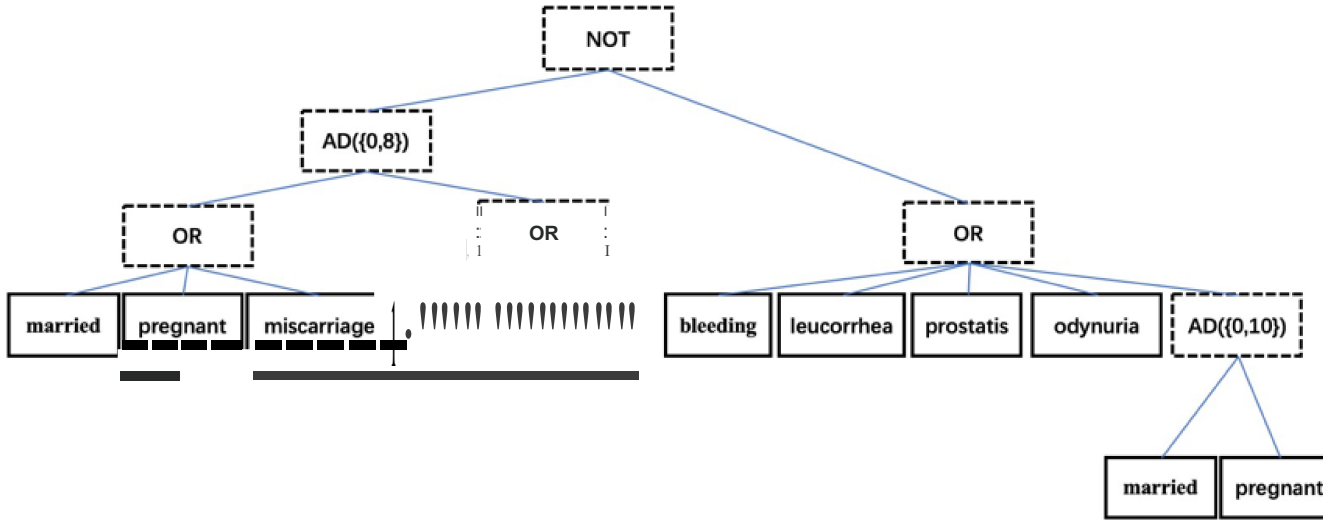 NOT
AD({0,8})
OR
OR
OR
married
pregnant
miscarriage
bleeding
leucorrhea
prostatis
odynuria
AD({0,10})
married
pregnant